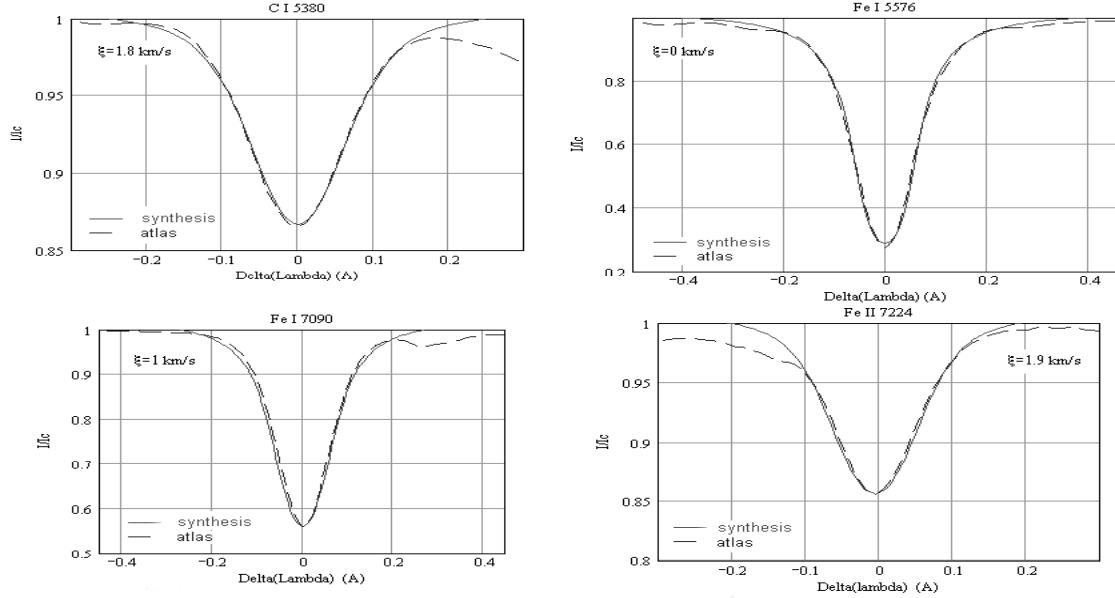 C I 5380
ξ=1.8 km/s
1
0.95
0.9
0.85
I/Ic
synthesis
atlas
−0.2
−0.1
0
0.1
0.2
Delta(Lambda) (A)
Fe I 5576
ξ=0 km/s
0.8
0.6
0.4
0.2
I/Ic
synthesis
atlas
−0.4
−0.2
0
0.2
0.4
Delta(Lambda) (A)
Fe I 7090
ξ=1 km/s
1
0.9
0.8
0.7
0.6
0.5
I/Ic
synthesis
atlas
−0.4
−0.2
0
0.2
0.4
Delta(Lambda) (A)
Fe II 7224
ξ=1.9 km/s
1
0.95
0.9
0.85
0.8
I/Ic
synthesis
atlas
−0.2
−0.1
0
0.1
0.2
Delta(lambda) (A)